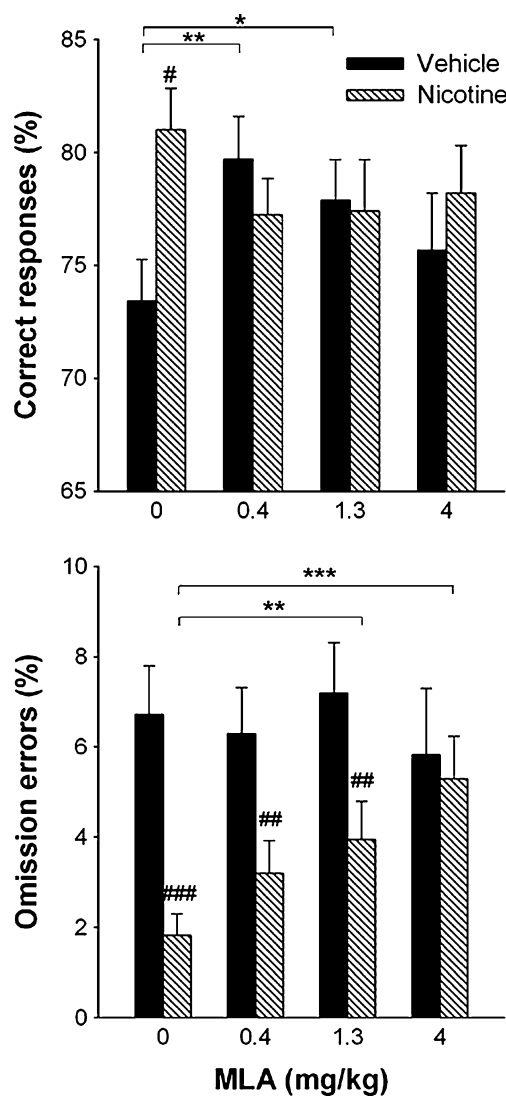 *
**
85
Vehicle
#
Nicotine
80
75
70
65
Correct responses (%)
0 0.4 1.3 4
10
***
**
8
6
##
##
4
###
2
0
Omission errors (%)
0 0.4 1.3 4
MLA (mg/kg)